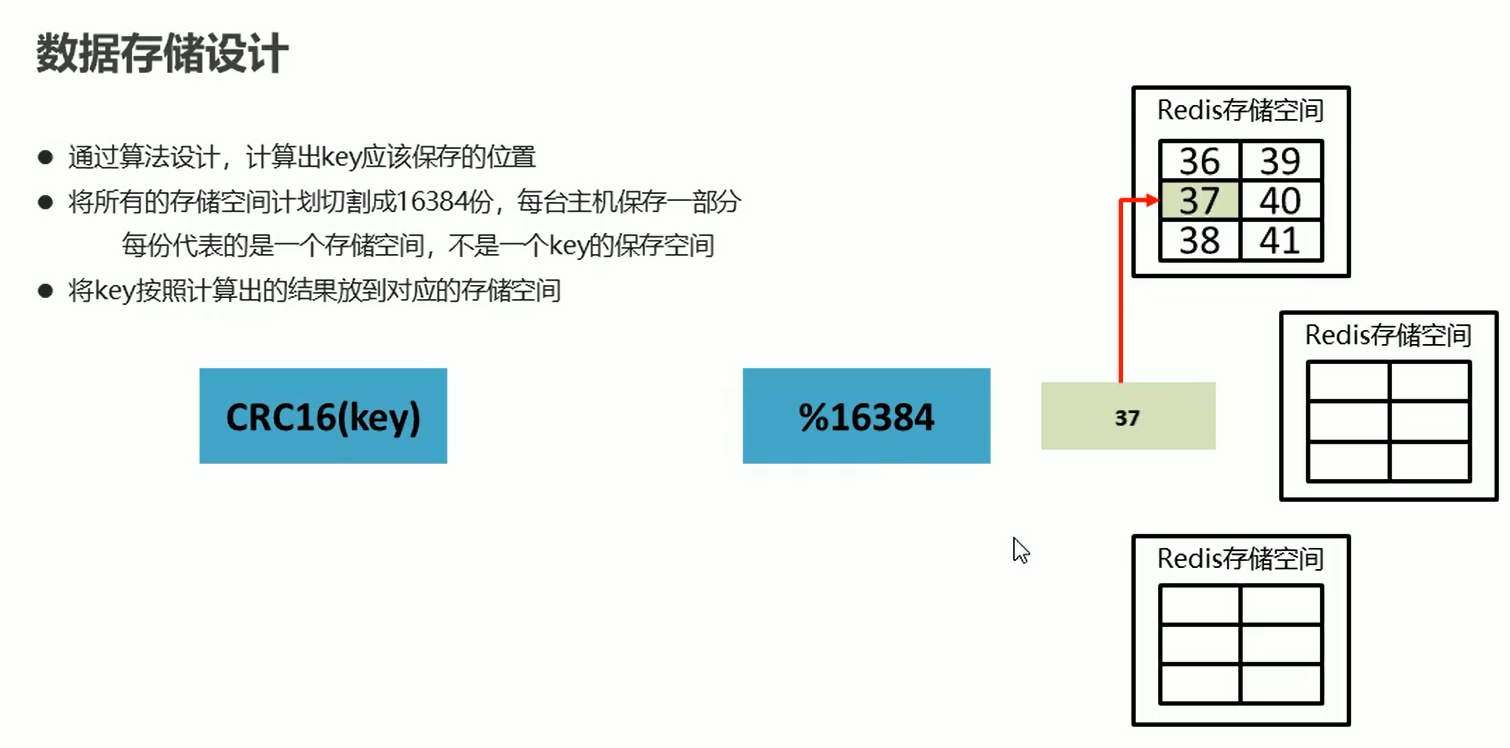 数据存储设计
● 通过算法设计，计算出key应该保存的位置
● 将所有的存储空间计划切割成16384份，每台主机保存一部分
每份代表的是一个存储空间，不是一个key的保存空间
● 将key按照计算出的结果放到对应的存储空间
CRC16(key)
%16384
37
Redis存储空间
36 39
37 40
38 41
Redis存储空间
Redis存储空间